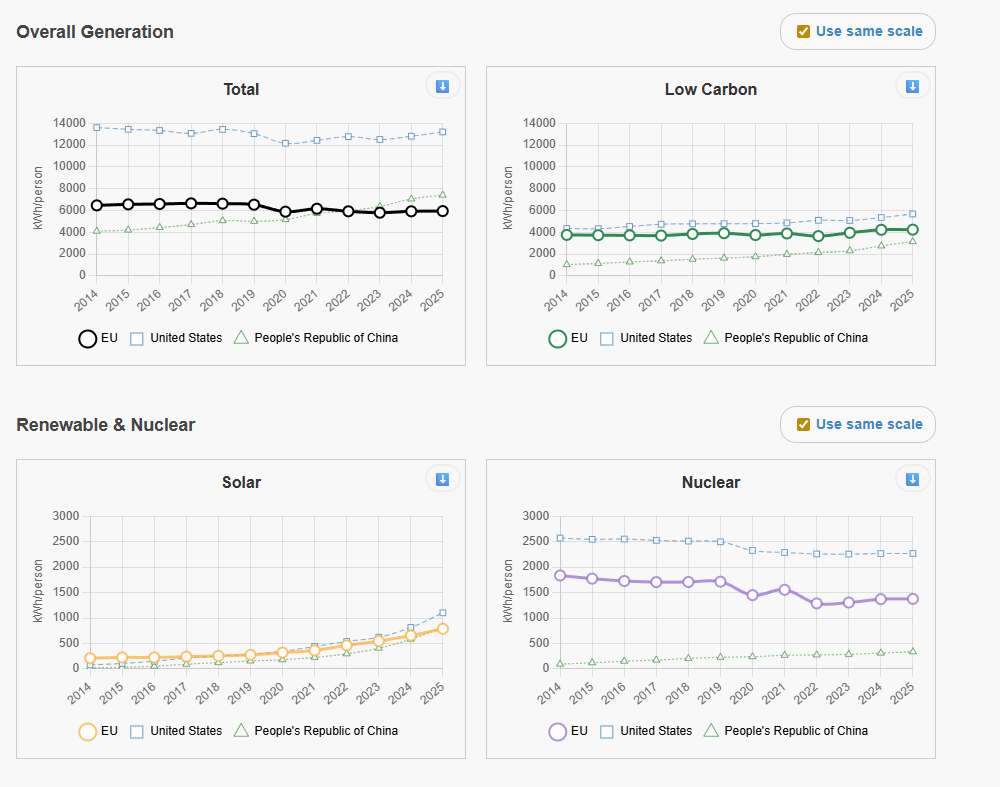 Overall Generation
Use same scale
Total
kWh/person
14000
12000
10000
8000
6000
4000
2000
0
2014 2015 2016 2017 2018 2019 2020 2021 2022 2023 2024 2025
EU United States People's Republic of China
Low Carbon
kWh/person
14000
12000
10000
8000
6000
4000
2000
0
2014 2015 2016 2017 2018 2019 2020 2021 2022 2023 2024 2025
EU United States People's Republic of China
Renewable & Nuclear
Use same scale
Solar
kWh/person
3000
2500
2000
1500
1000
500
0
2014 2015 2016 2017 2018 2019 2020 2021 2022 2023 2024 2025
EU United States People's Republic of China
Nuclear
kWh/person
3000
2500
2000
1500
1000
500
0
2014 2015 2016 2017 2018 2019 2020 2021 2022 2023 2024 2025
EU United States People's Republic of China